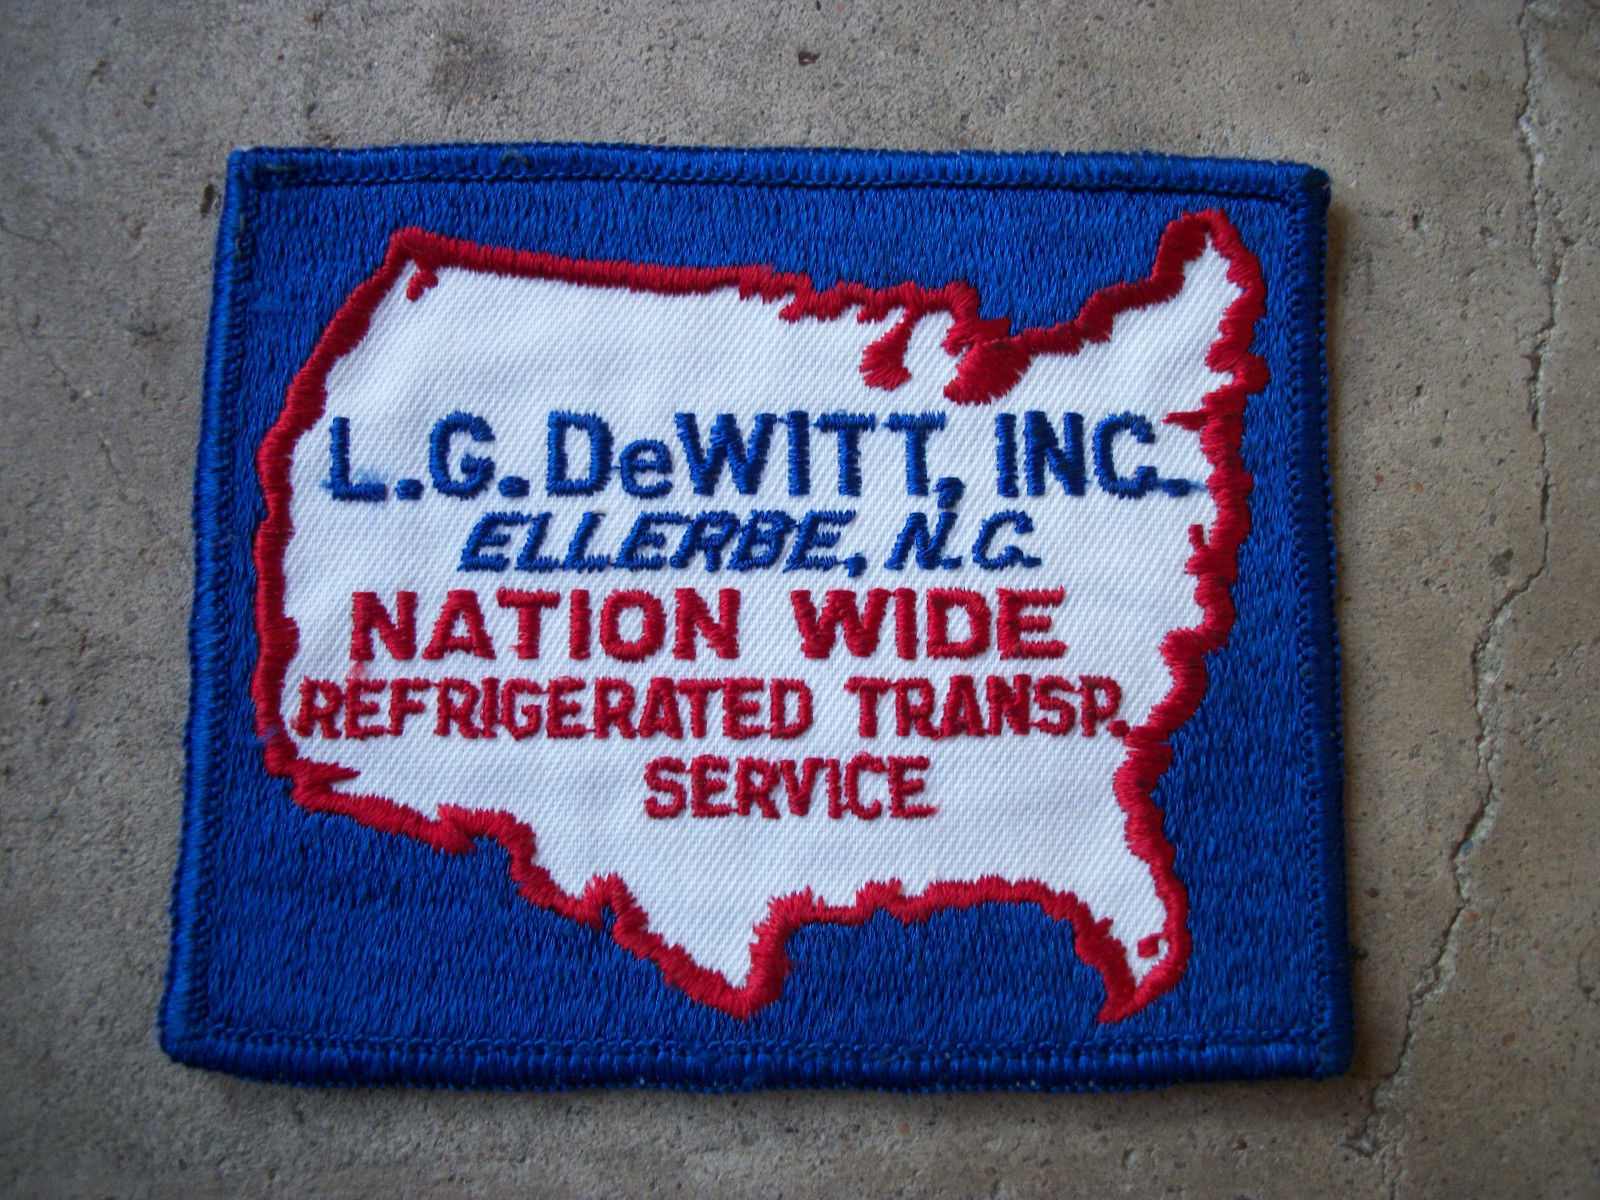 L.G. DeWITT, INC.
ELLERBE, N.C.
NATION WIDE
REFRIGERATED TRANSP.
SERVICE